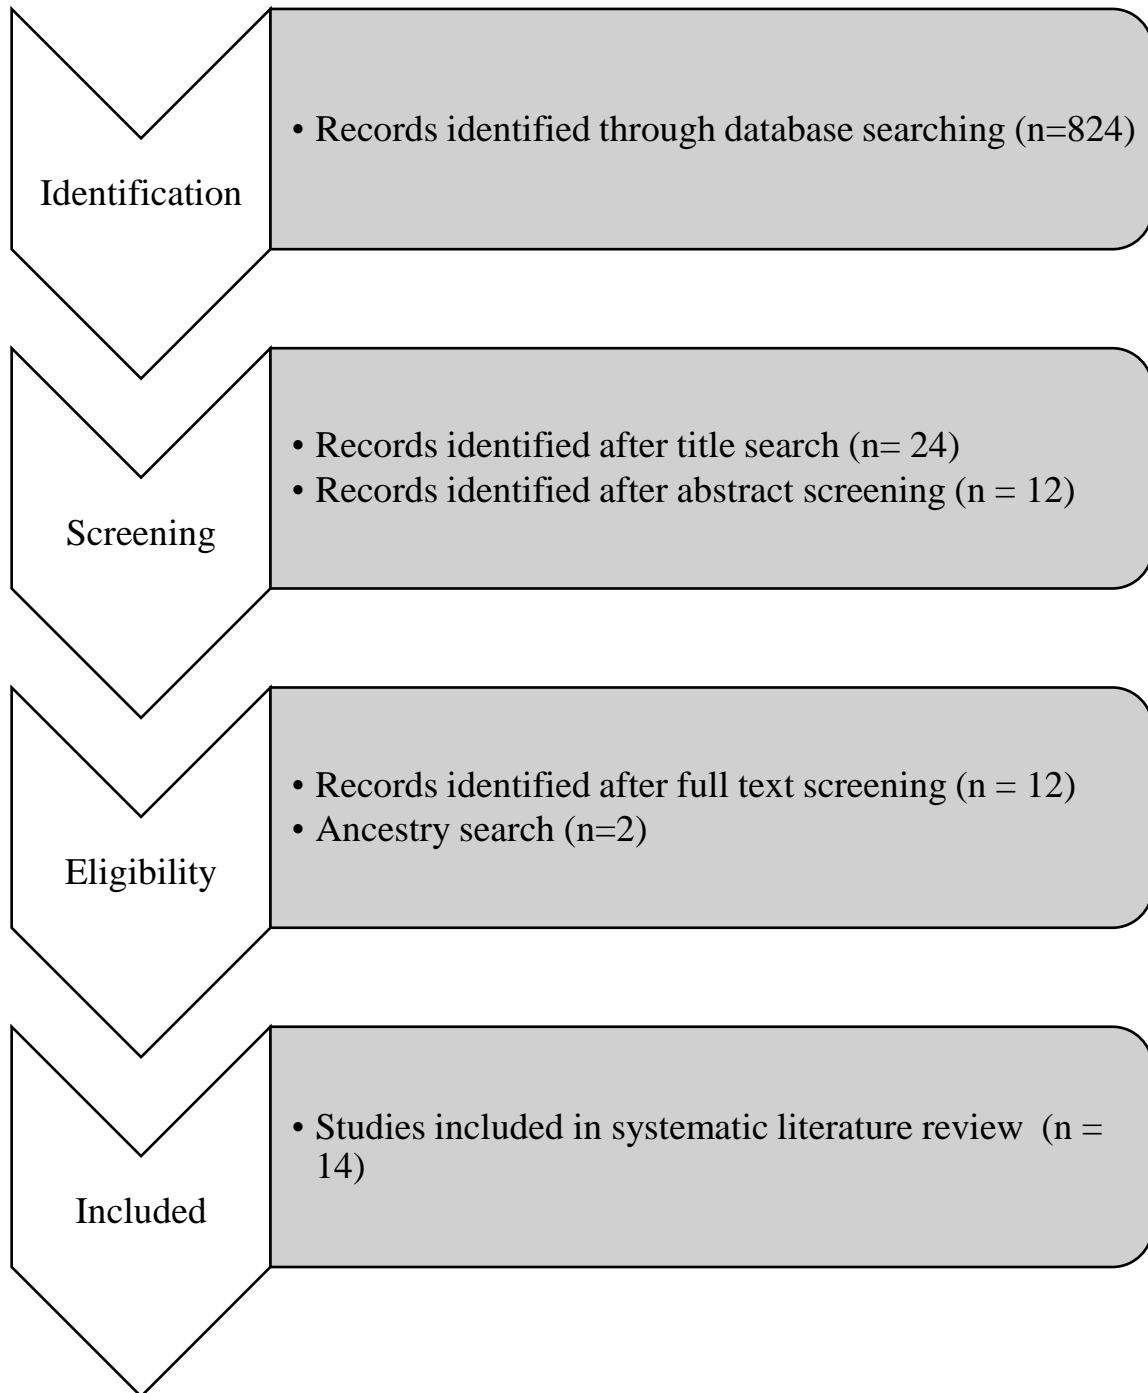 Identification
• Records identified through database searching (n=824)
Screening
• Records identified after title search (n= 24)
• Records identified after abstract screening (n = 12)
Eligibility
• Records identified after full text screening (n = 12)
• Ancestry search (n=2)
Included
• Studies included in systematic literature review  (n =
14)